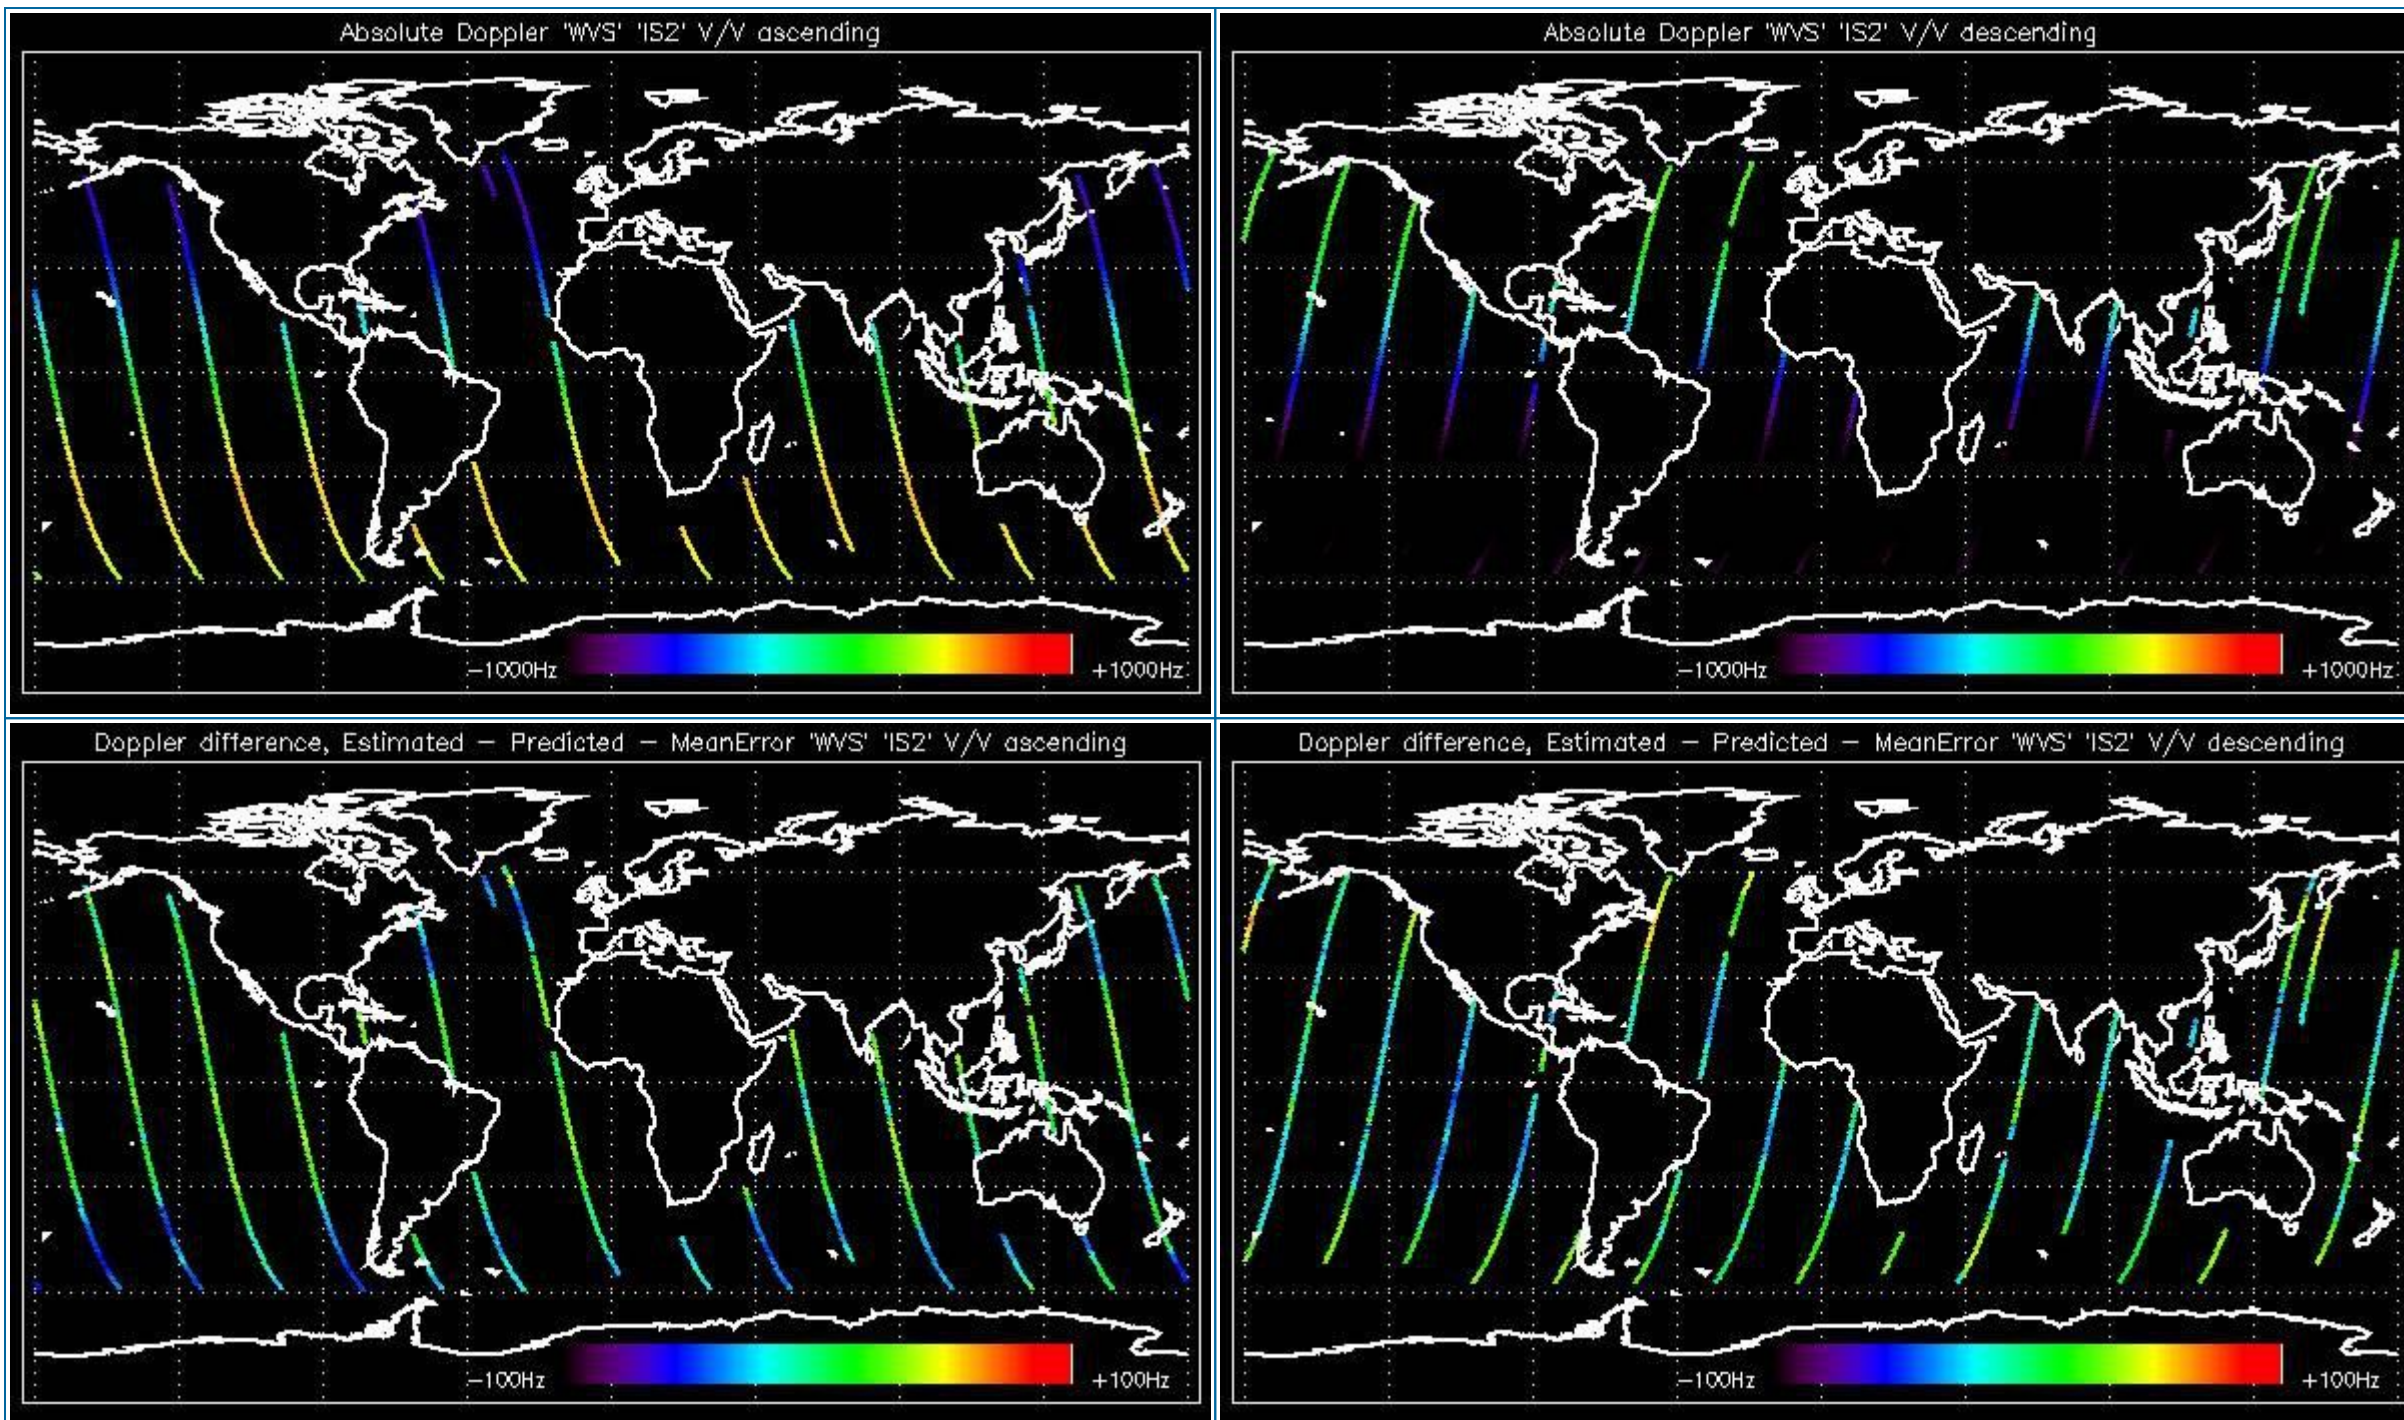 Absolute Doppler 'WVS' 'IS2' V/V ascending
-1000Hz
+1000Hz
Absolute Doppler 'WVS' 'IS2' V/V descending
-1000Hz
+1000Hz
Doppler difference, Estimated - Predicted - MeanError 'WVS' 'IS2' V/V ascending
-100Hz
+100Hz
Doppler difference, Estimated - Predicted - MeanError 'WVS' 'IS2' V/V descending
-100Hz
+100Hz